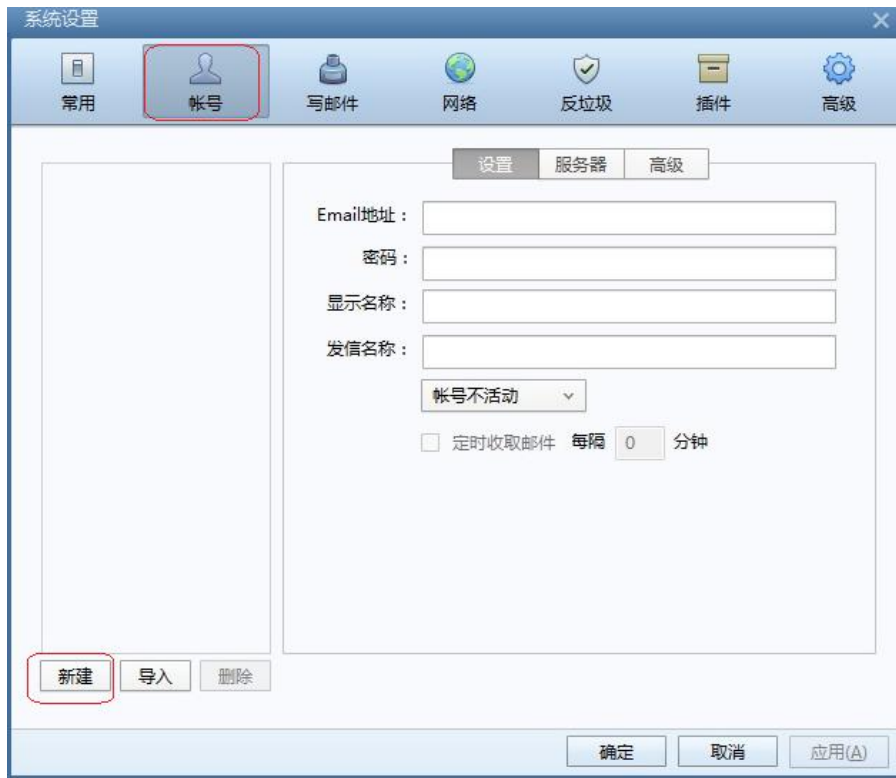 系统设置
常用 帐号 写邮件 网络 反垃圾 插件 高级
设置 服务器 高级
Email地址：
密码：
显示名称：
发信名称：
帐号不活动
定时收取邮件 每隔 0 分钟
新建 导入 删除
确定 取消 应用(A)